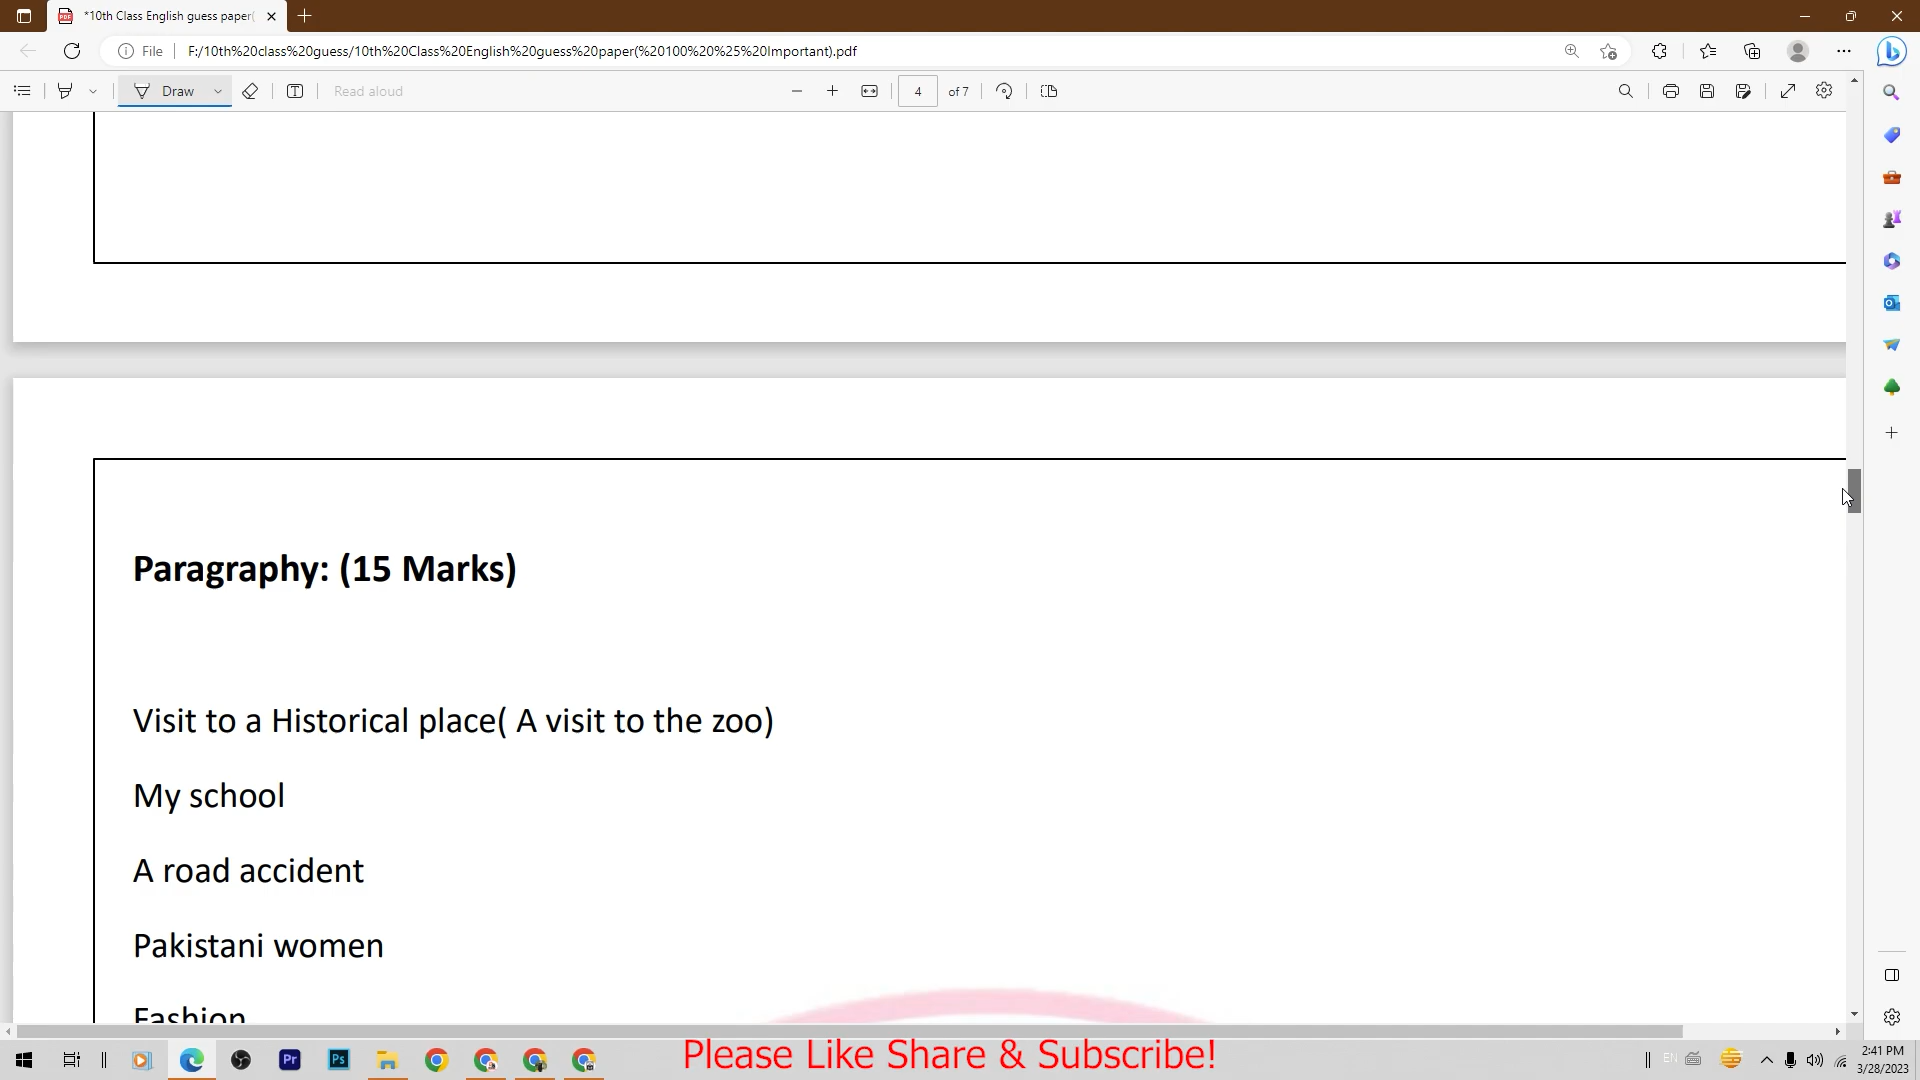 *10th Class English guess paper(
File
F:/10th%20class%20guess/10th%20Class%20English%20guess%20paper(%20100%20%25%20Important).pdf
Draw
Read aloud
4
of 7
Paragraphy: (15 Marks)
Visit to a Historical place( A visit to the zoo)
My school
A road accident
Pakistani women
Fashion
Please Like Share & Subscribe!
EN
2:41 PM
3/28/2023